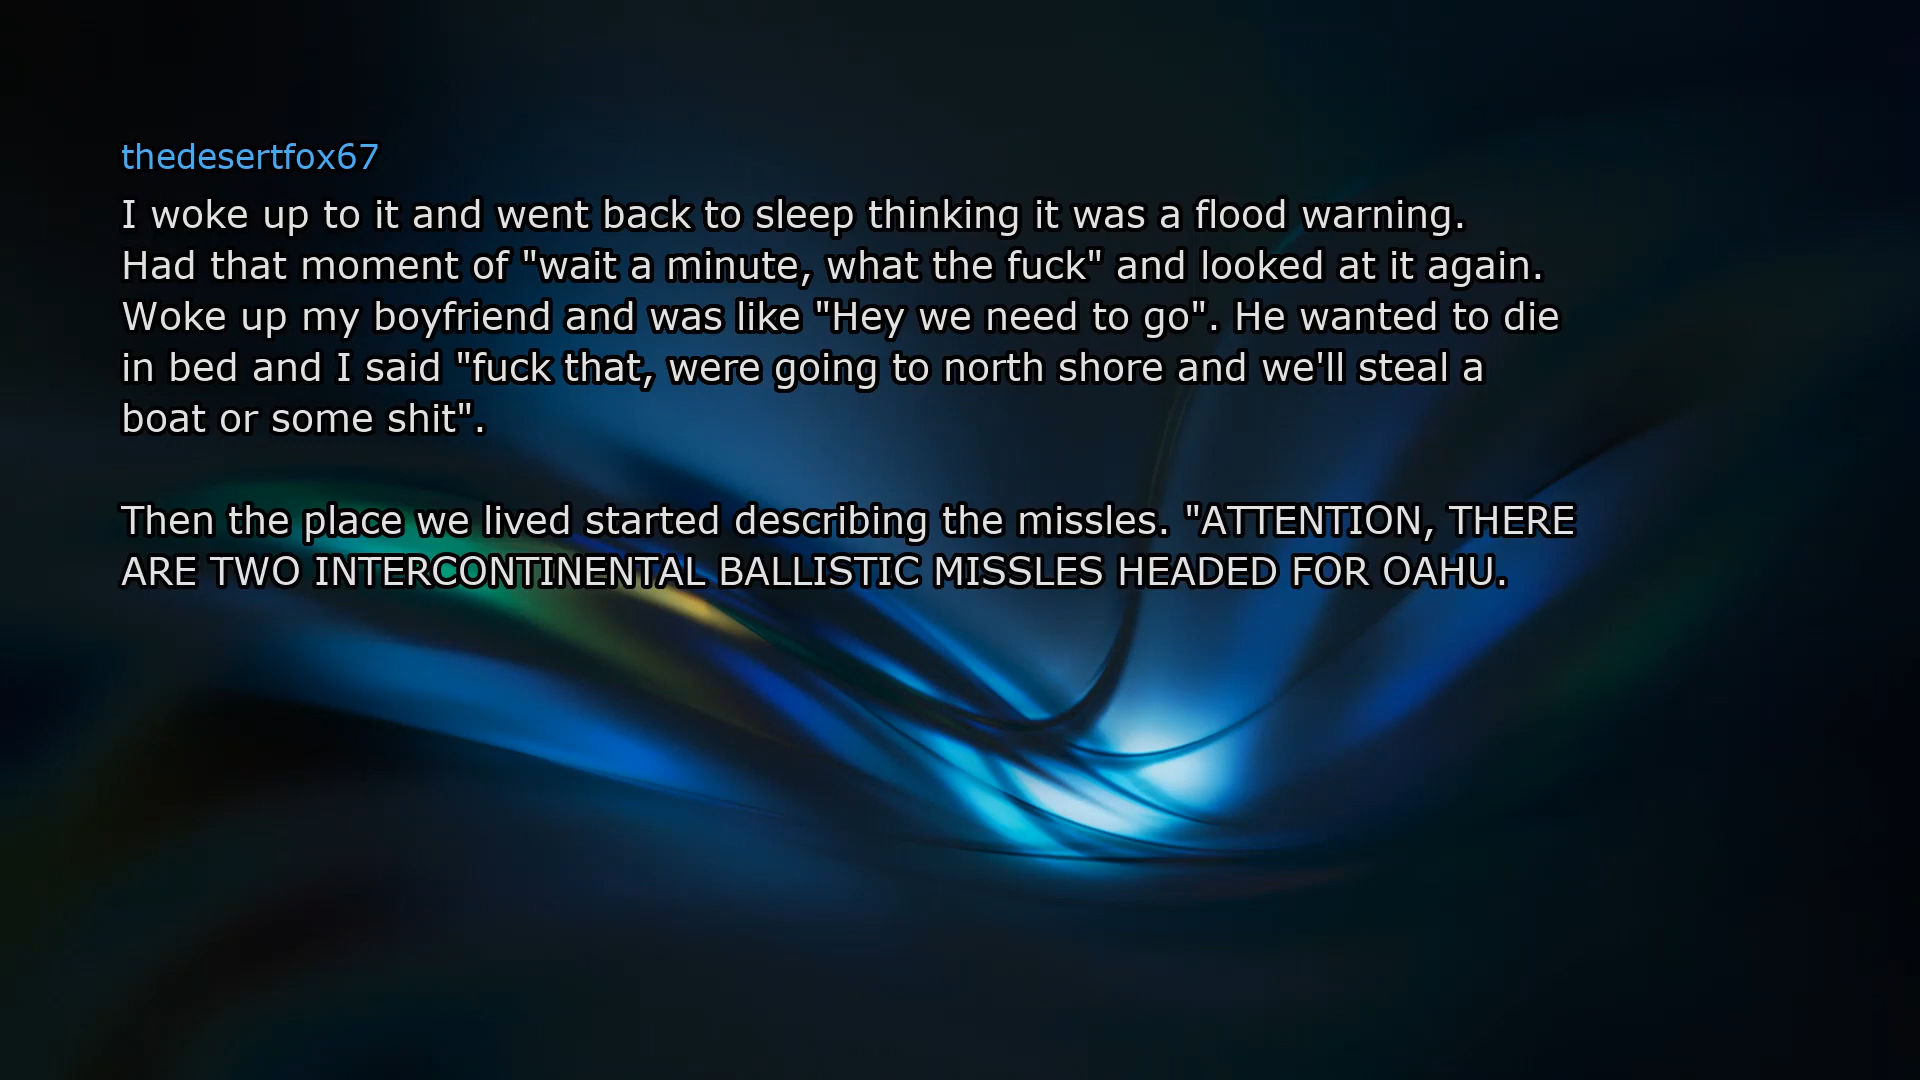 thedesertfox67
I woke up to it and went back to sleep thinking it was a flood warning.
Had that moment of "wait a minute, what the fuck" and looked at it again.
Woke up my boyfriend and was like "Hey we need to go". He wanted to die
in bed and I said "fuck that, were going to north shore and we'll steal a
boat or some shit".
Then the place we lived started describing the missles. "ATTENTION, THERE
ARE TWO INTERCONTINENTAL BALLISTIC MISSLES HEADED FOR OAHU.